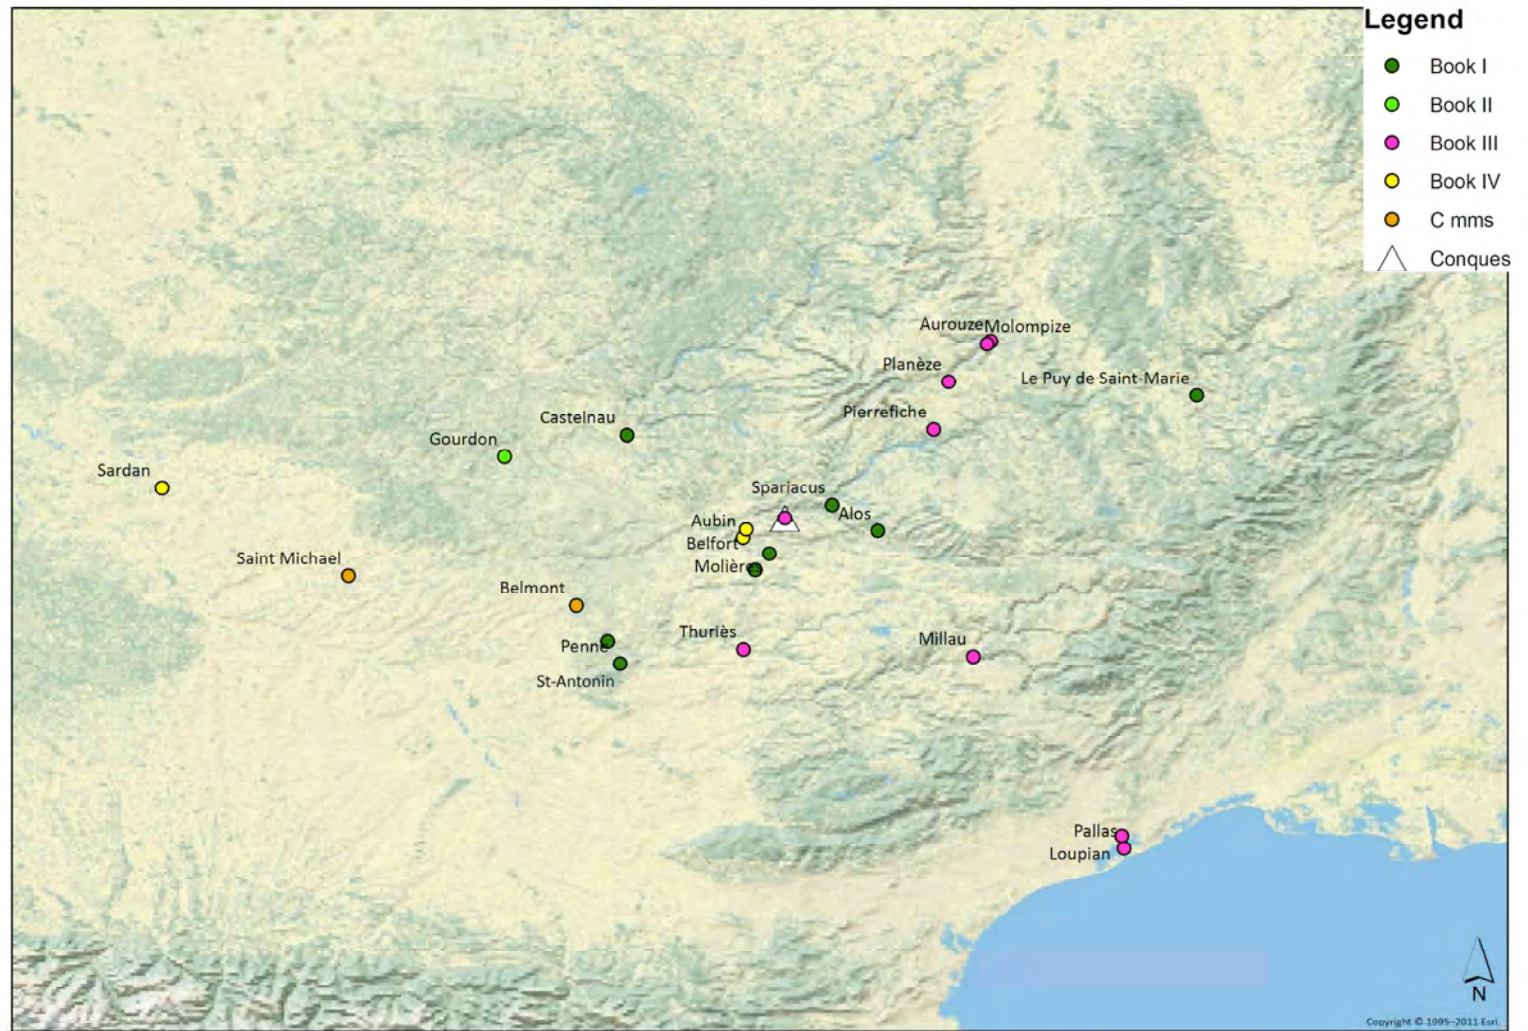 Legend
Book I
Book II
Book III
Book IV
C mms
Conques
Aurouze
Molompize
Planèze
Le Puy de Saint-Marie
Pierrefiche
Castelnau
Gourdon
Sardan
Spariacus
Alos
Aubin
Belfort
Saint Michael
Molières
Belmont
Thuriès
Millau
Penne
St-Antonin
Pallas
Loupian
N
Copyright © 1995–2011 Esri.